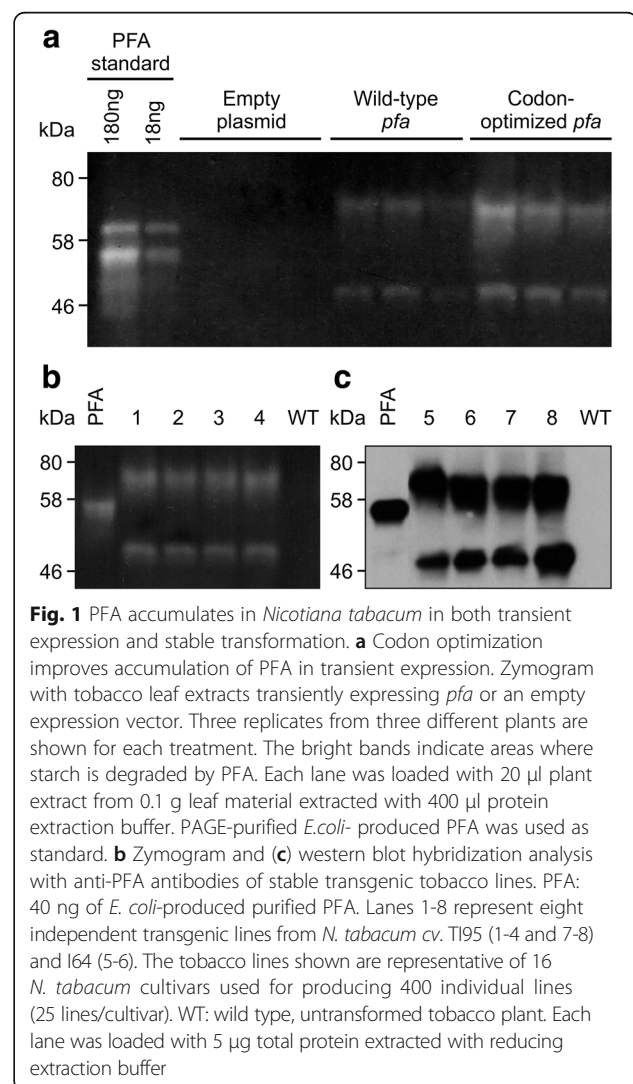 a
PFA
standard
180ng
18ng
Empty
plasmid
Wild-type
pfa
Codon-
optimized pfa
kDa
80
58
46
b
kDa
PFA
1 2 3 4 WT
80
58
46
c
kDa
PFA
5 6 7 8 WT
80
58
46
Fig. 1 PFA accumulates in Nicotiana tabacum in both transient
expression and stable transformation. a Codon optimization
improves accumulation of PFA in transient expression. Zymogram
with tobacco leaf extracts transiently expressing pfa or an empty
expression vector. Three replicates from three different plants are
shown for each treatment. The bright bands indicate areas where
starch is degraded by PFA. Each lane was loaded with 20 µl plant
extract from 0.1 g leaf material extracted with 400 µl protein
extraction buffer. PAGE-purified E.coli- produced PFA was used as
standard. b Zymogram and (c) western blot hybridization analysis
with anti-PFA antibodies of stable transgenic tobacco lines. PFA:
40 ng of E. coli-produced purified PFA. Lanes 1-8 represent eight
independent transgenic lines from N. tabacum cv. TI95 (1-4 and 7-8)
and I64 (5-6). The tobacco lines shown are representative of 16
N. tabacum cultivars used for producing 400 individual lines
(25 lines/cultivar). WT: wild type, untransformed tobacco plant. Each
lane was loaded with 5 µg total protein extracted with reducing
extraction buffer